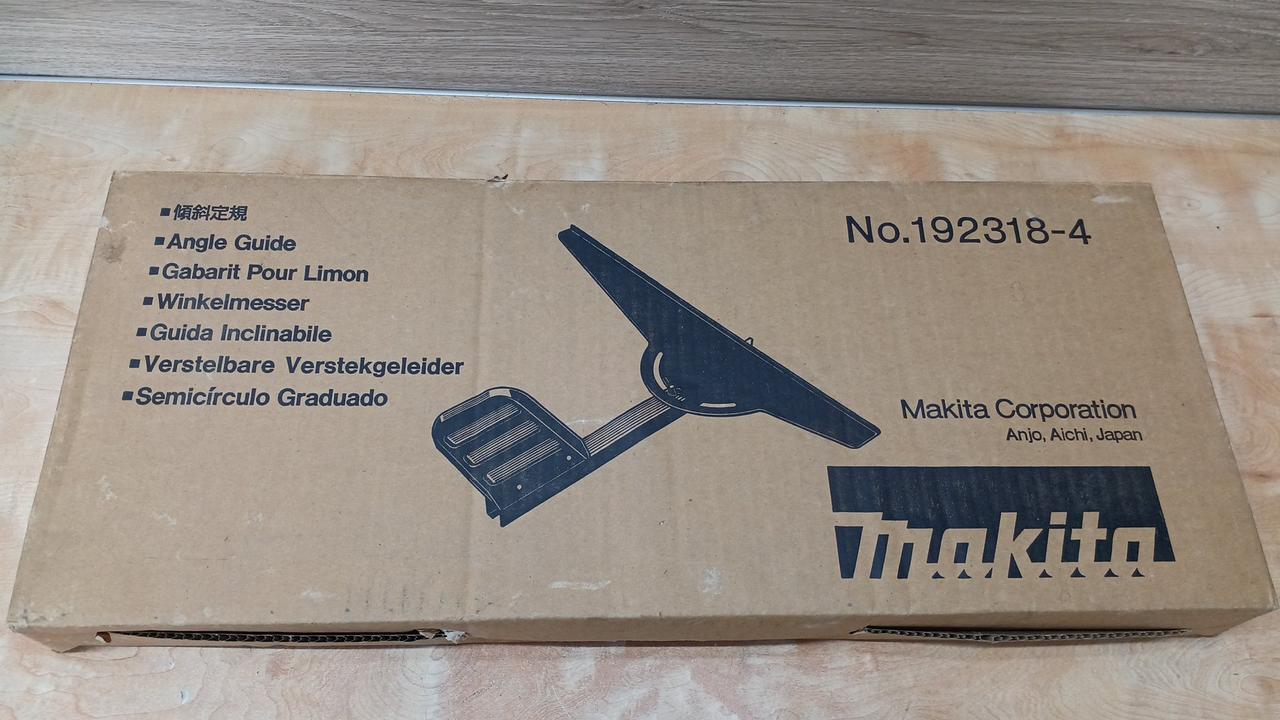 ■傾斜定規
■Angle Guide
■Gabarit Pour Limon
■Winkelmesser
■Guida Inclinabile
■Verstelbare Verstekgeleider
■Semicírculo Graduado
No.192318-4
Makita Corporation
Anjo, Aichi, Japan
makita